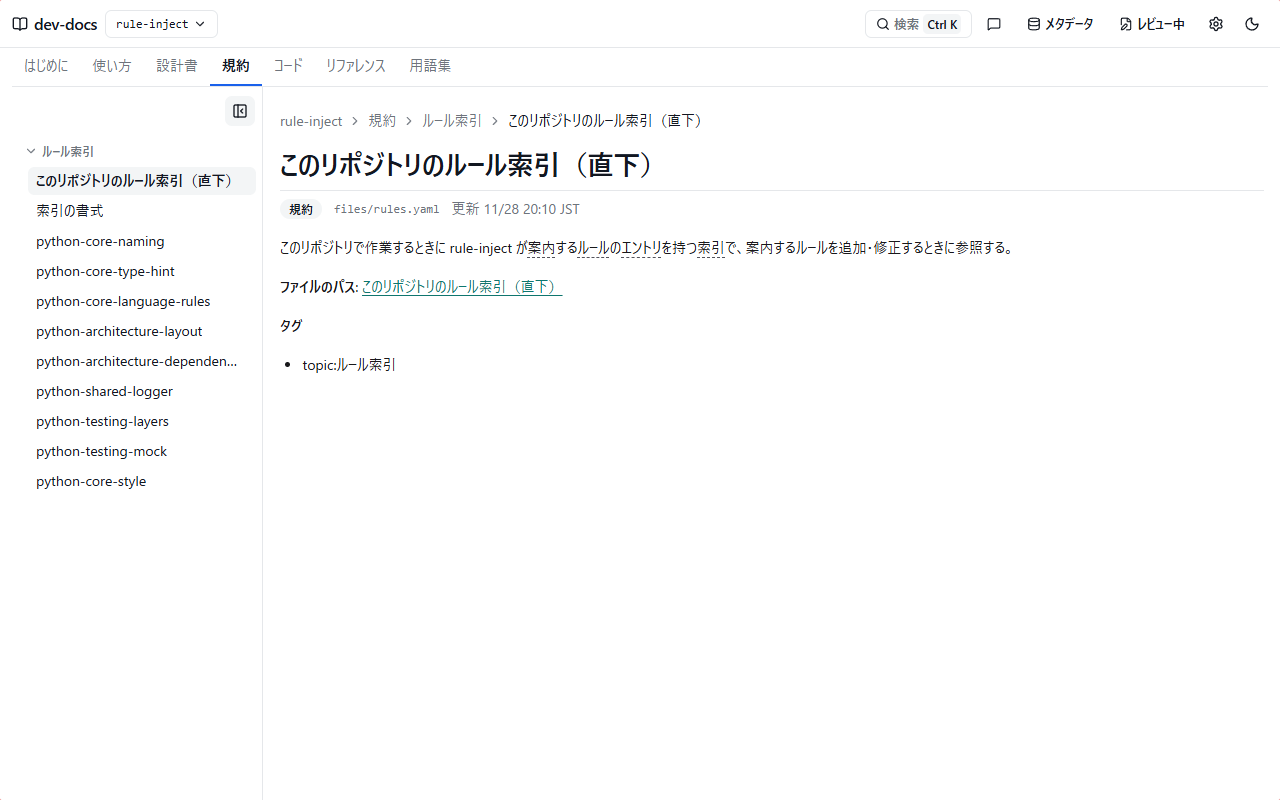 dev-docs
rule-inject
検索 Ctrl K
メタデータ
レビュー中
はじめに
使い方
設計書
規約
コード
リファレンス
用語集
ルール索引
このリポジトリのルール索引（直下）
索引の書式
python-core-naming
python-core-type-hint
python-core-language-rules
python-architecture-layout
python-architecture-dependen...
python-shared-logger
python-testing-layers
python-testing-mock
python-core-style
rule-inject > 規約 > ルール索引 > このリポジトリのルール索引（直下）
このリポジトリのルール索引（直下）
規約 files/rules.yaml 更新 11/28 20:10 JST
このリポジトリで作業するときに rule-inject が案内するルールのエントリを持つ索引で、案内するルールを追加・修正するときに参照する。
ファイルのパス: このリポジトリのルール索引（直下）
タグ
topic:ルール索引